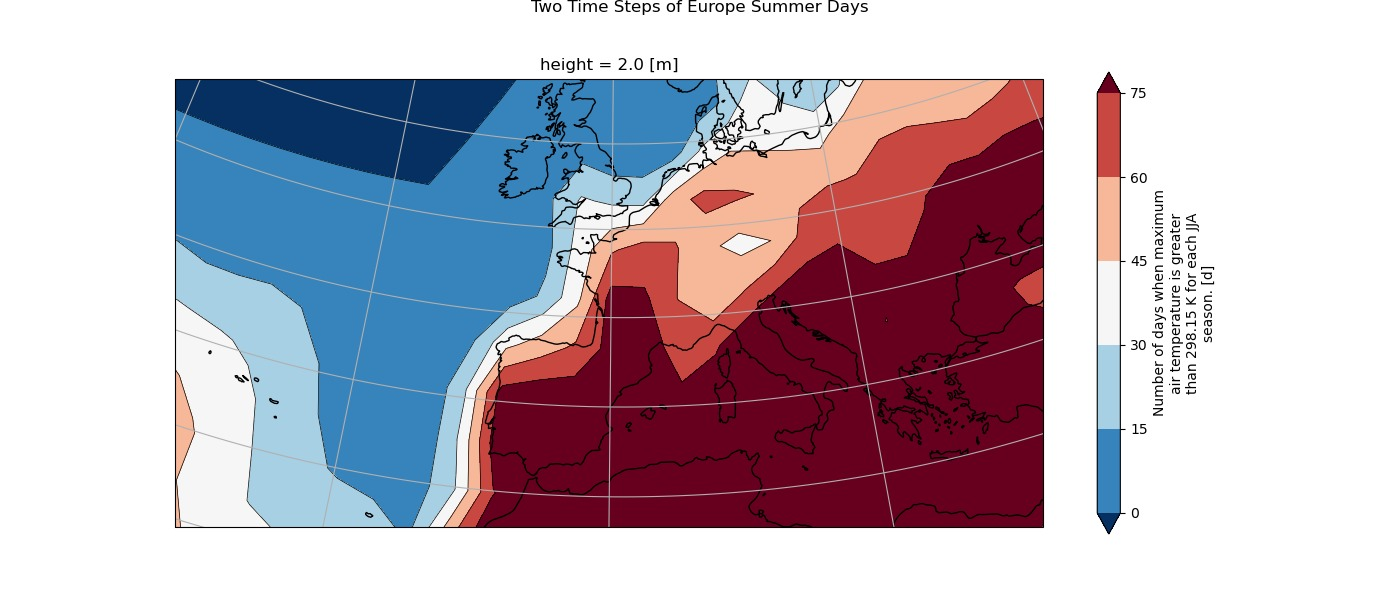 Two Time Steps of Europe Summer Days
height = 2.0 [m]
75
60
45
30
15
0
Number of days when maximum
air temperature is greater
than 298.15 K for each JJA
season. [d]